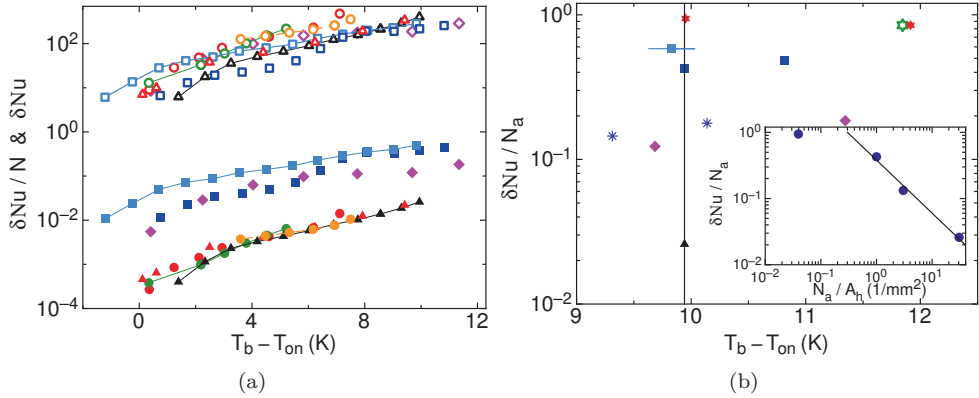 10^2
10^0
10^-2
10^-4
δNu / N & δNu
0
4
8
12
T_b – T_on (K)
(a)
10^0
10^-1
10^-2
δNu / N_a
9
10
11
12
T_b – T_on (K)
10^0
10^-1
10^-2
δNu / N_a
10^-2
10^-1
10^0
10^1
N_a / A_h (1/mm^2)
(b)